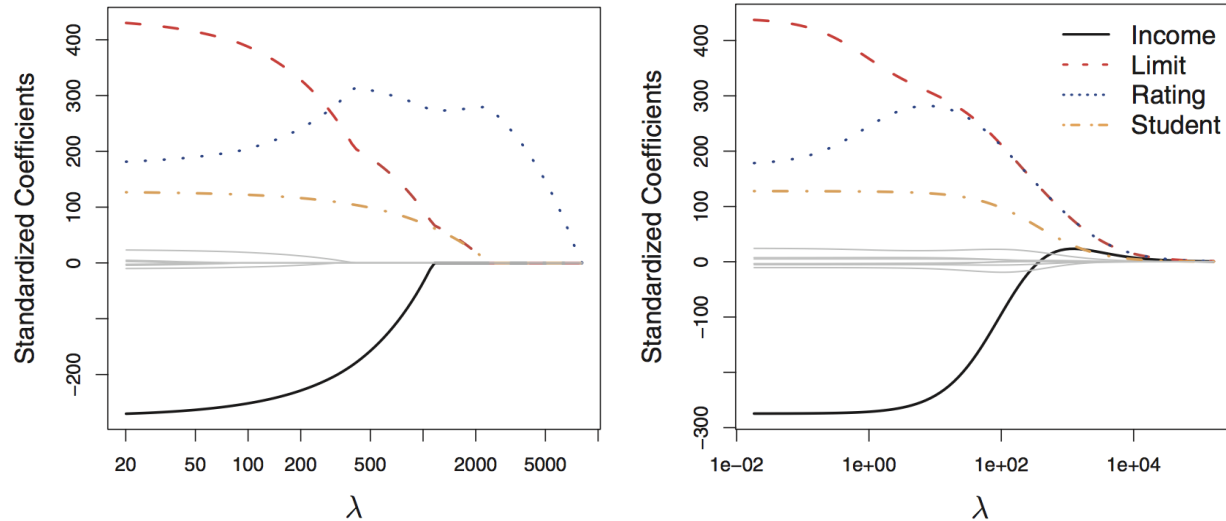 Standardized Coefficients
400
300
200
100
0
-200
20
50
100
200
500
2000
5000
λ
Standardized Coefficients
400
300
200
100
0
-100
-300
1e-02
1e+00
1e+02
1e+04
λ
Income
Limit
Rating
Student